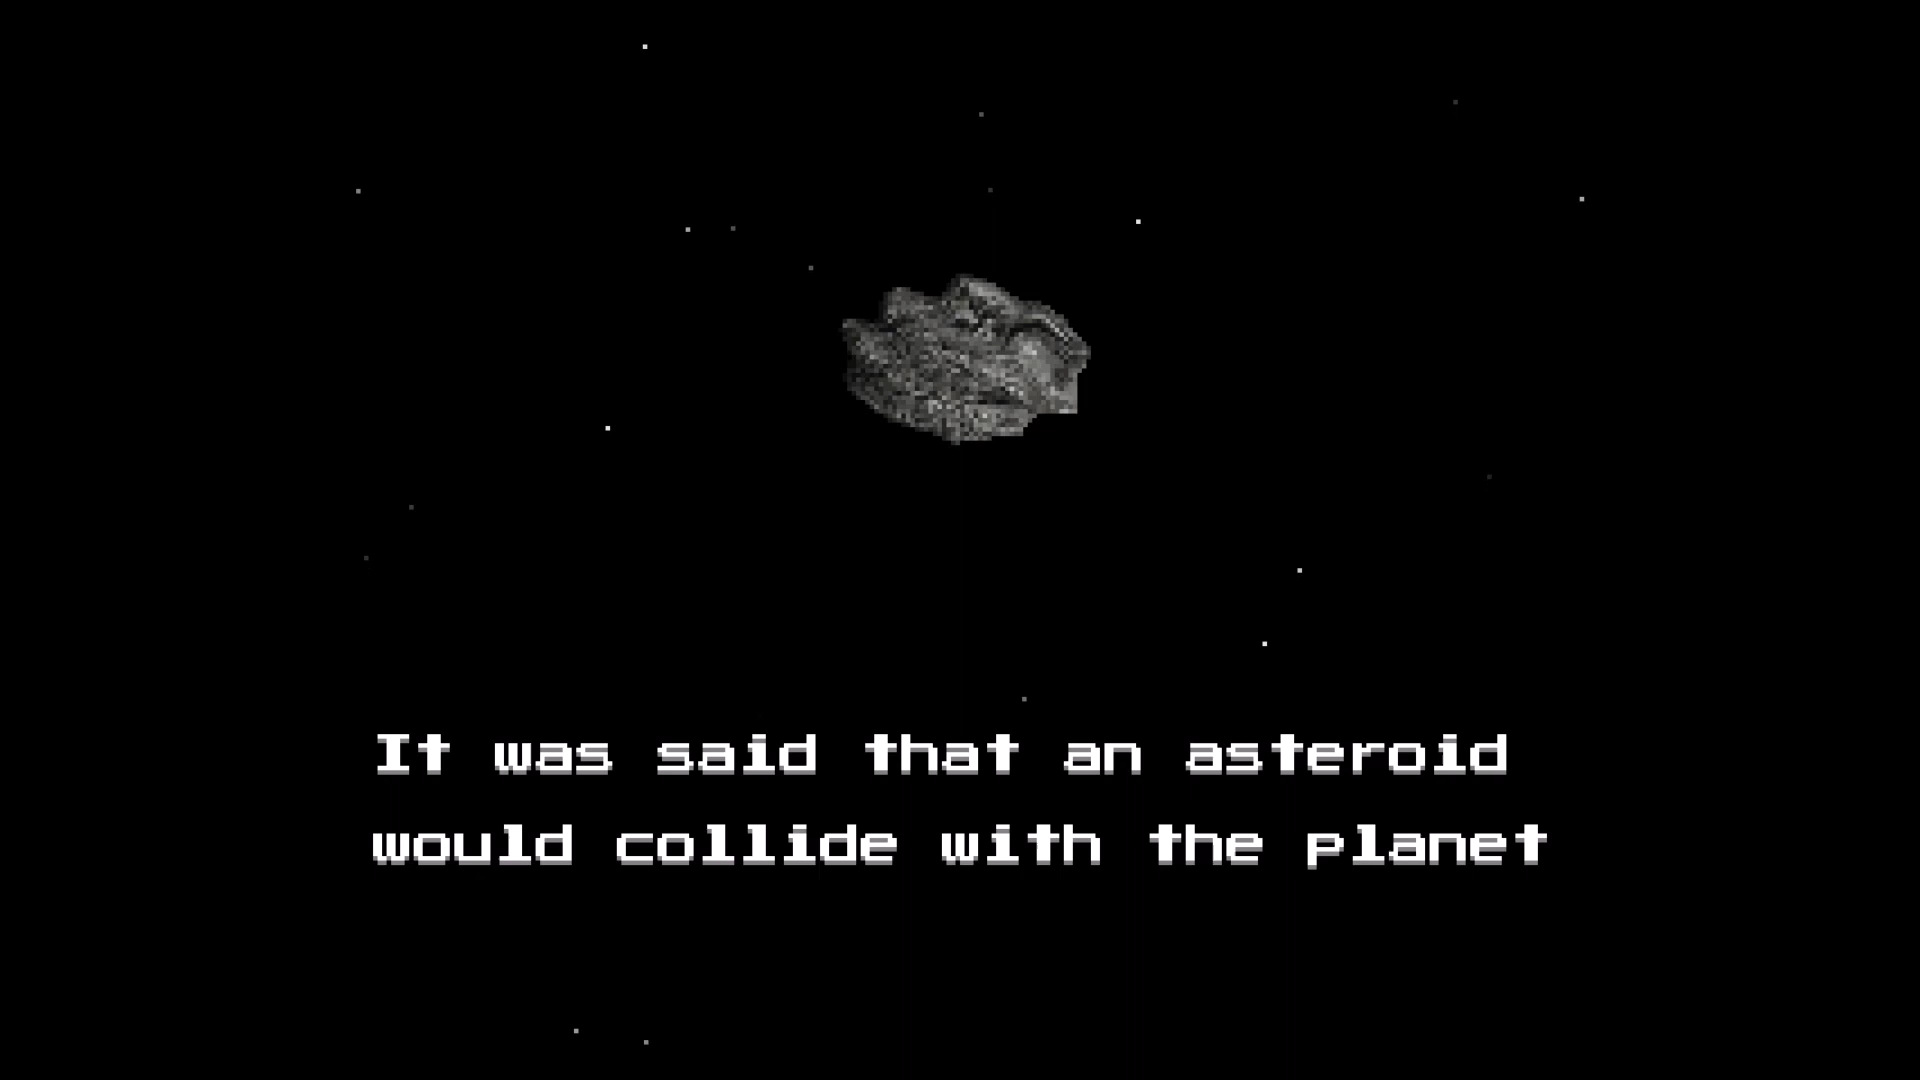 It was said that an asteroid
would collide with the planet